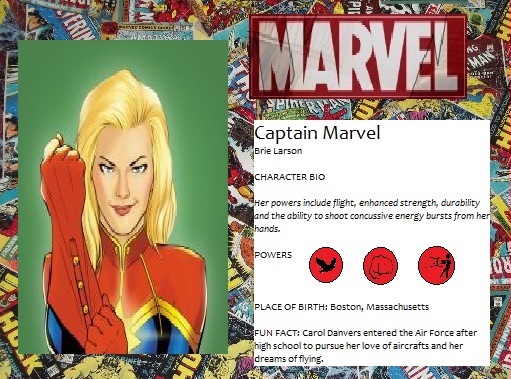 MARVEL
Captain Marvel
Brie Larson
CHARACTER BIO
Her powers include flight, enhanced strength, durability
and the ability to shoot concussive energy bursts from her
hands.
POWERS
PLACE OF BIRTH: Boston, Massachusetts
FUN FACT: Carol Danvers entered the Air Force after
high school to pursue her love of aircrafts and her
dreams of flying.